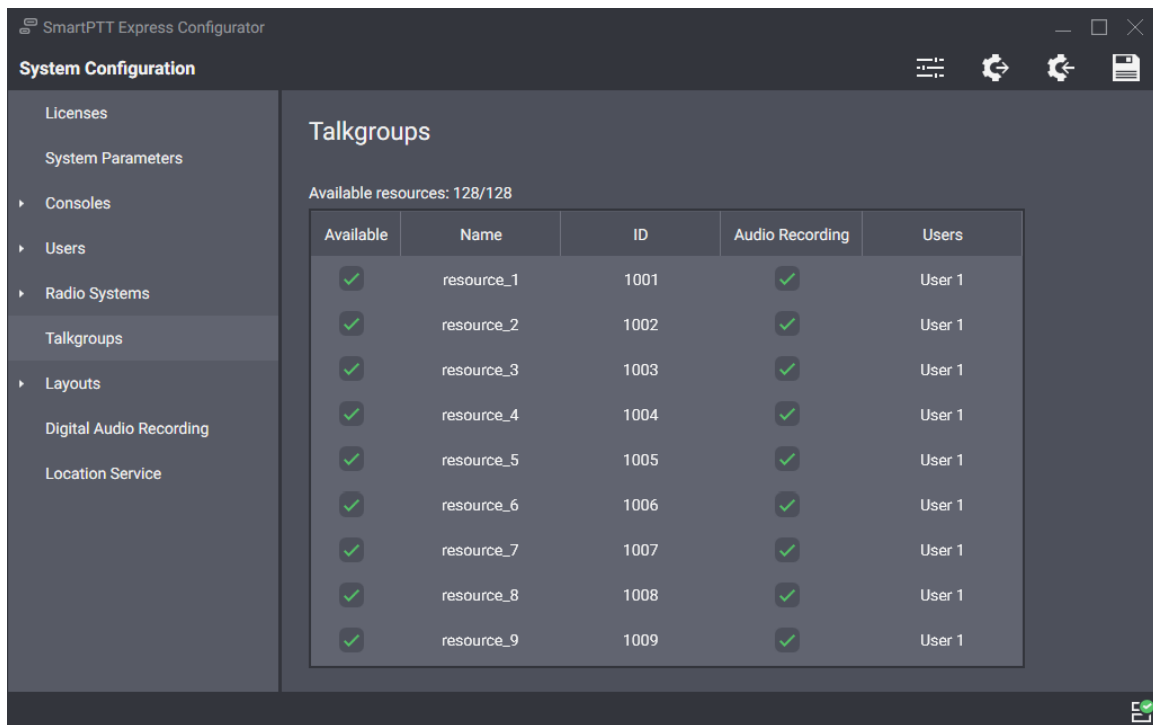 SmartPTT Express Configurator
System Configuration
Licenses
System Parameters
Consoles
Users
Radio Systems
Talkgroups
Layouts
Digital Audio Recording
Location Service
Talkgroups
Available resources: 128/128
Available Name ID Audio Recording Users
resource_1 1001 User 1
resource_2 1002 User 1
resource_3 1003 User 1
resource_4 1004 User 1
resource_5 1005 User 1
resource_6 1006 User 1
resource_7 1007 User 1
resource_8 1008 User 1
resource_9 1009 User 1